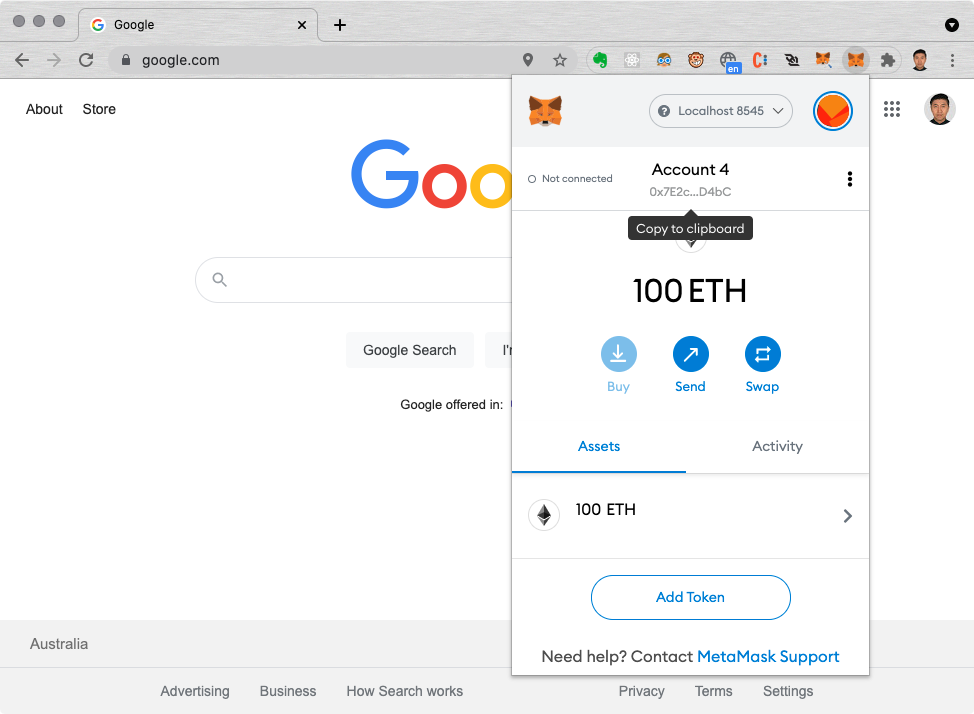 Google
google.com
en
About
Store
Localhost 8545
Not connected
Account 4
0x7E2c...D4bC
Copy to clipboard
100 ETH
Google Search
I'
Buy
Send
Swap
Google offered in:
Assets
Activity
100 ETH
Add Token
Need help? Contact MetaMask Support
Australia
Advertising
Business
How Search works
Privacy
Terms
Settings